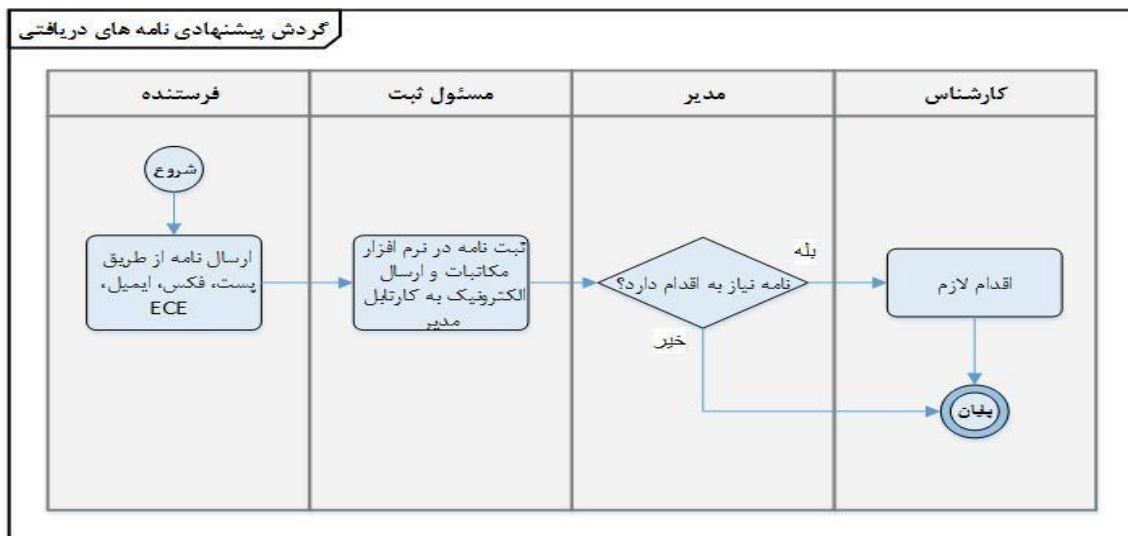 گردش پیشنهادی نامه های دریافتی
فرستنده
مسئول ثبت
مدیر
کارشناس
شروع
ارسال نامه از طریق
پست، فکس، ایمیل،
ECE
ثبت نامه در نرم افزار
مکاتبات و ارسال
الکترونیک به کارتابل
مدیر
نامه نیاز به اقدام دارد؟
بله
خیر
اقدام لازم
پایان